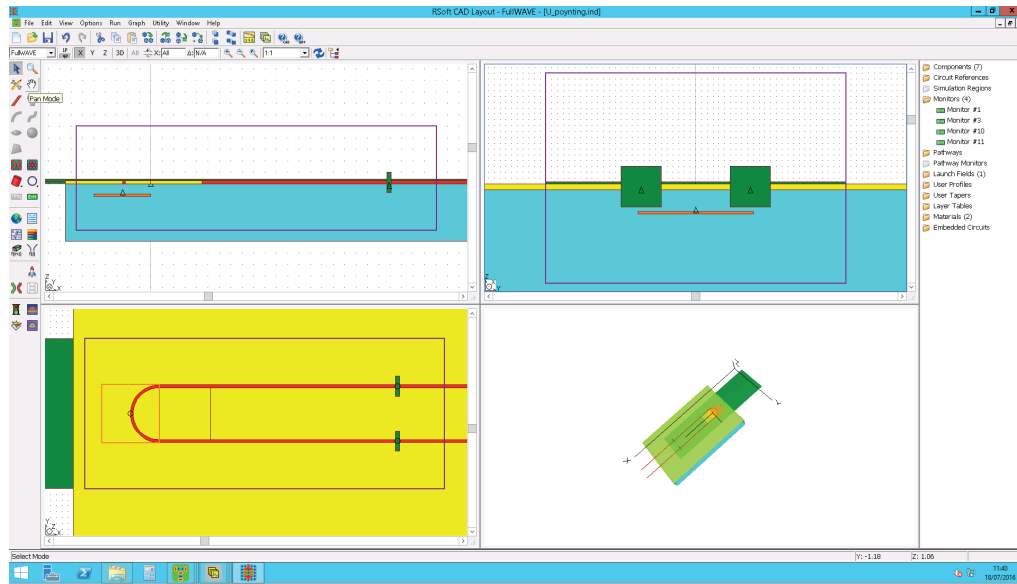 RSoft CAD Layout - FullWAVE - [U_poynting.ind]
File Edit View Options Run Graph Utility Window Help
FullWAVE X Y Z 3D All X: All Δ: N/A 1:1
Pan Mode
Components (7)
Circuit References
Simulation Regions
Monitors (4)
Monitor #1
Monitor #3
Monitor #10
Monitor #11
Pathways
Pathway Monitors
Launch Fields (1)
User Profiles
User Tapers
Layer Tables
Materials (2)
Embedded Circuits
Z
Y
X
Z
X
Y
Y
Z
X
Z
Y
X
Select Mode
Y: -1.18 Z: 1.06
11:40
18/07/2016